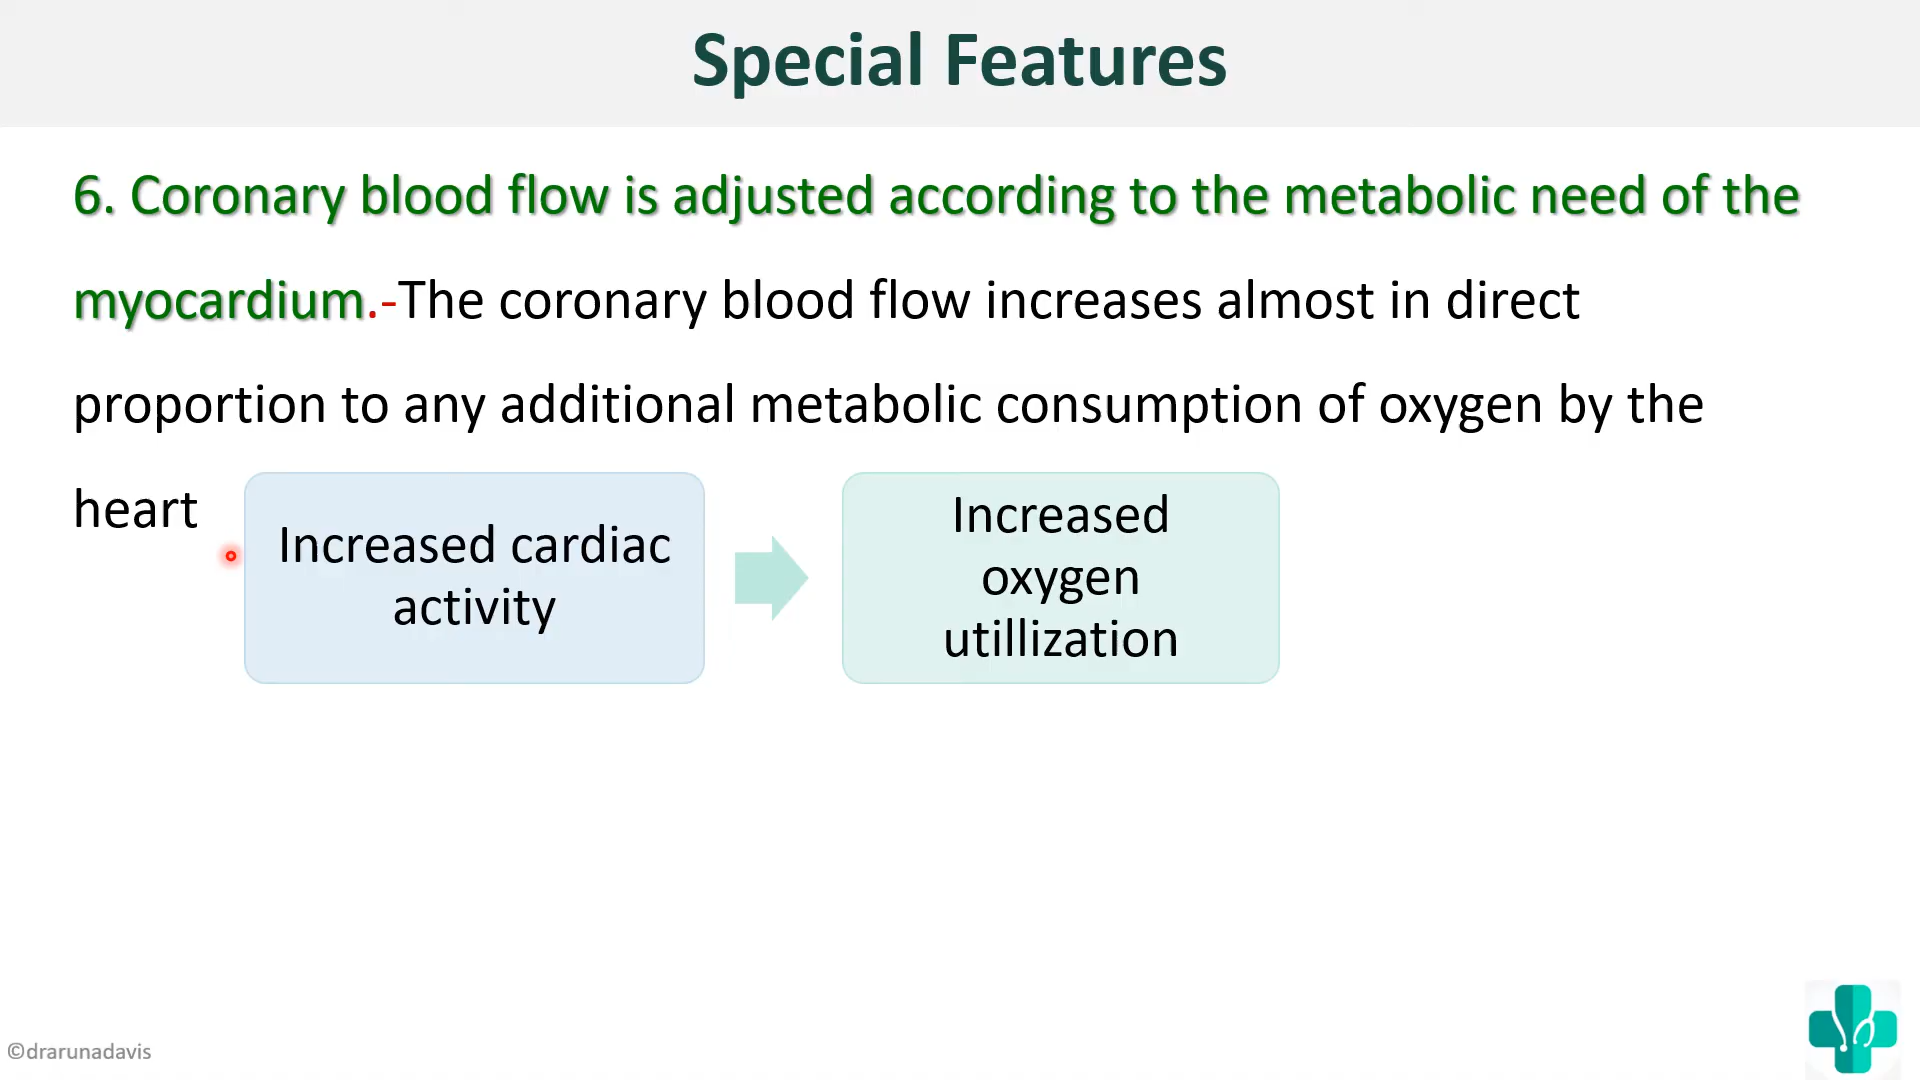 Special Features
6. Coronary blood flow is adjusted according to the metabolic need of the
myocardium.-The coronary blood flow increases almost in direct
proportion to any additional metabolic consumption of oxygen by the
heart
Increased cardiac
activity
Increased
oxygen
utillization
©drarunadavis